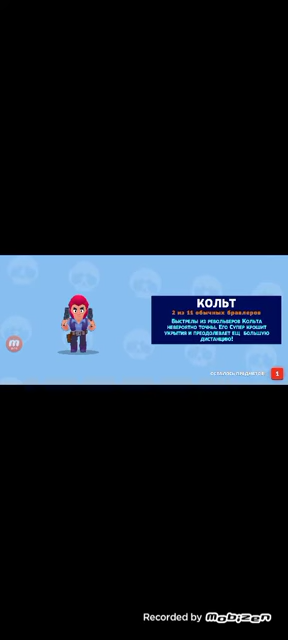 КОЛЬТ
2 из 11 обычных бравлеров
Выстрелы из револьверов Кольта
невероятно точны. Его Супер крошит
укрытия и преодолевает ещ большую
дистанцию!
ОСТАЛОСЬ ПРЕДМЕТОВ:
1
Recorded by Mobizen